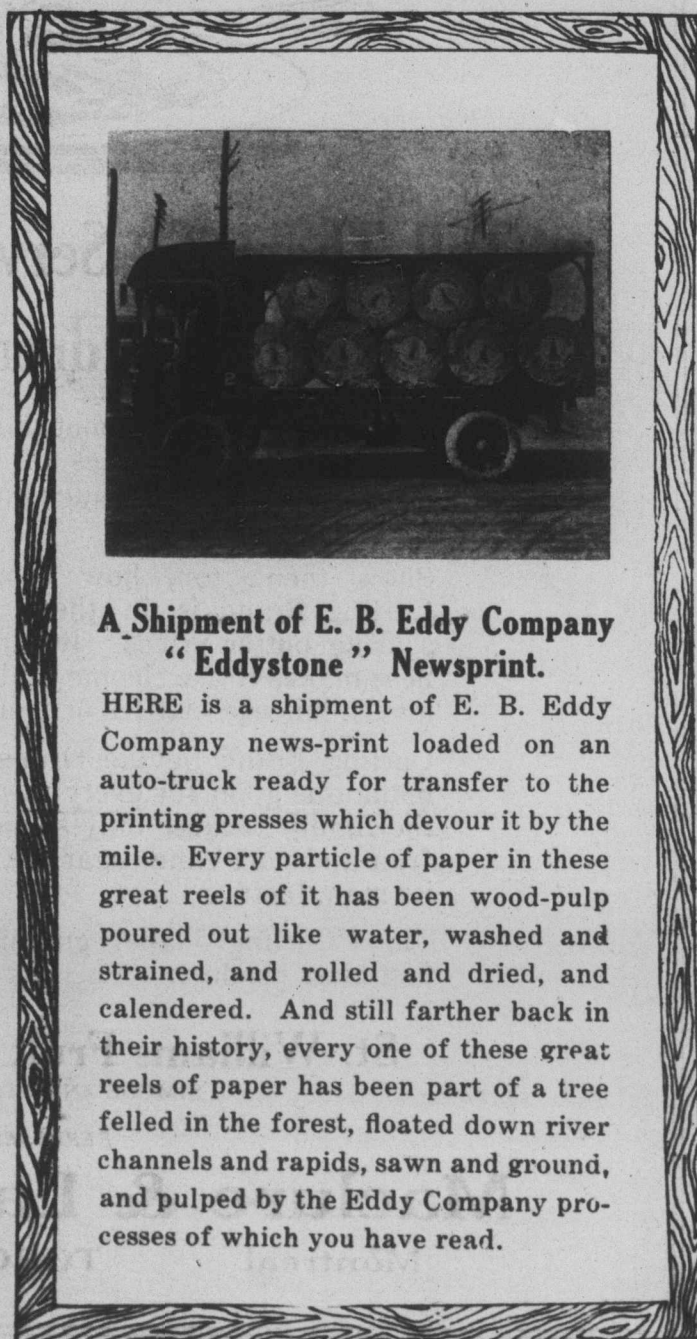 A Shipment of E. B. Eddy Company
“Eddystone” Newsprint.
HERE is a shipment of E. B. Eddy
Company news-print loaded on an
auto-truck ready for transfer to the
printing presses which devour it by the
mile. Every particle of paper in these
great reels of it has been wood-pulp
poured out like water, washed and
strained, and rolled and dried, and
calendered. And still farther back in
their history, every one of these great
reels of paper has been part of a tree
felled in the forest, floated down river
channels and rapids, sawn and ground,
and pulped by the Eddy Company pro-
cesses of which you have read.